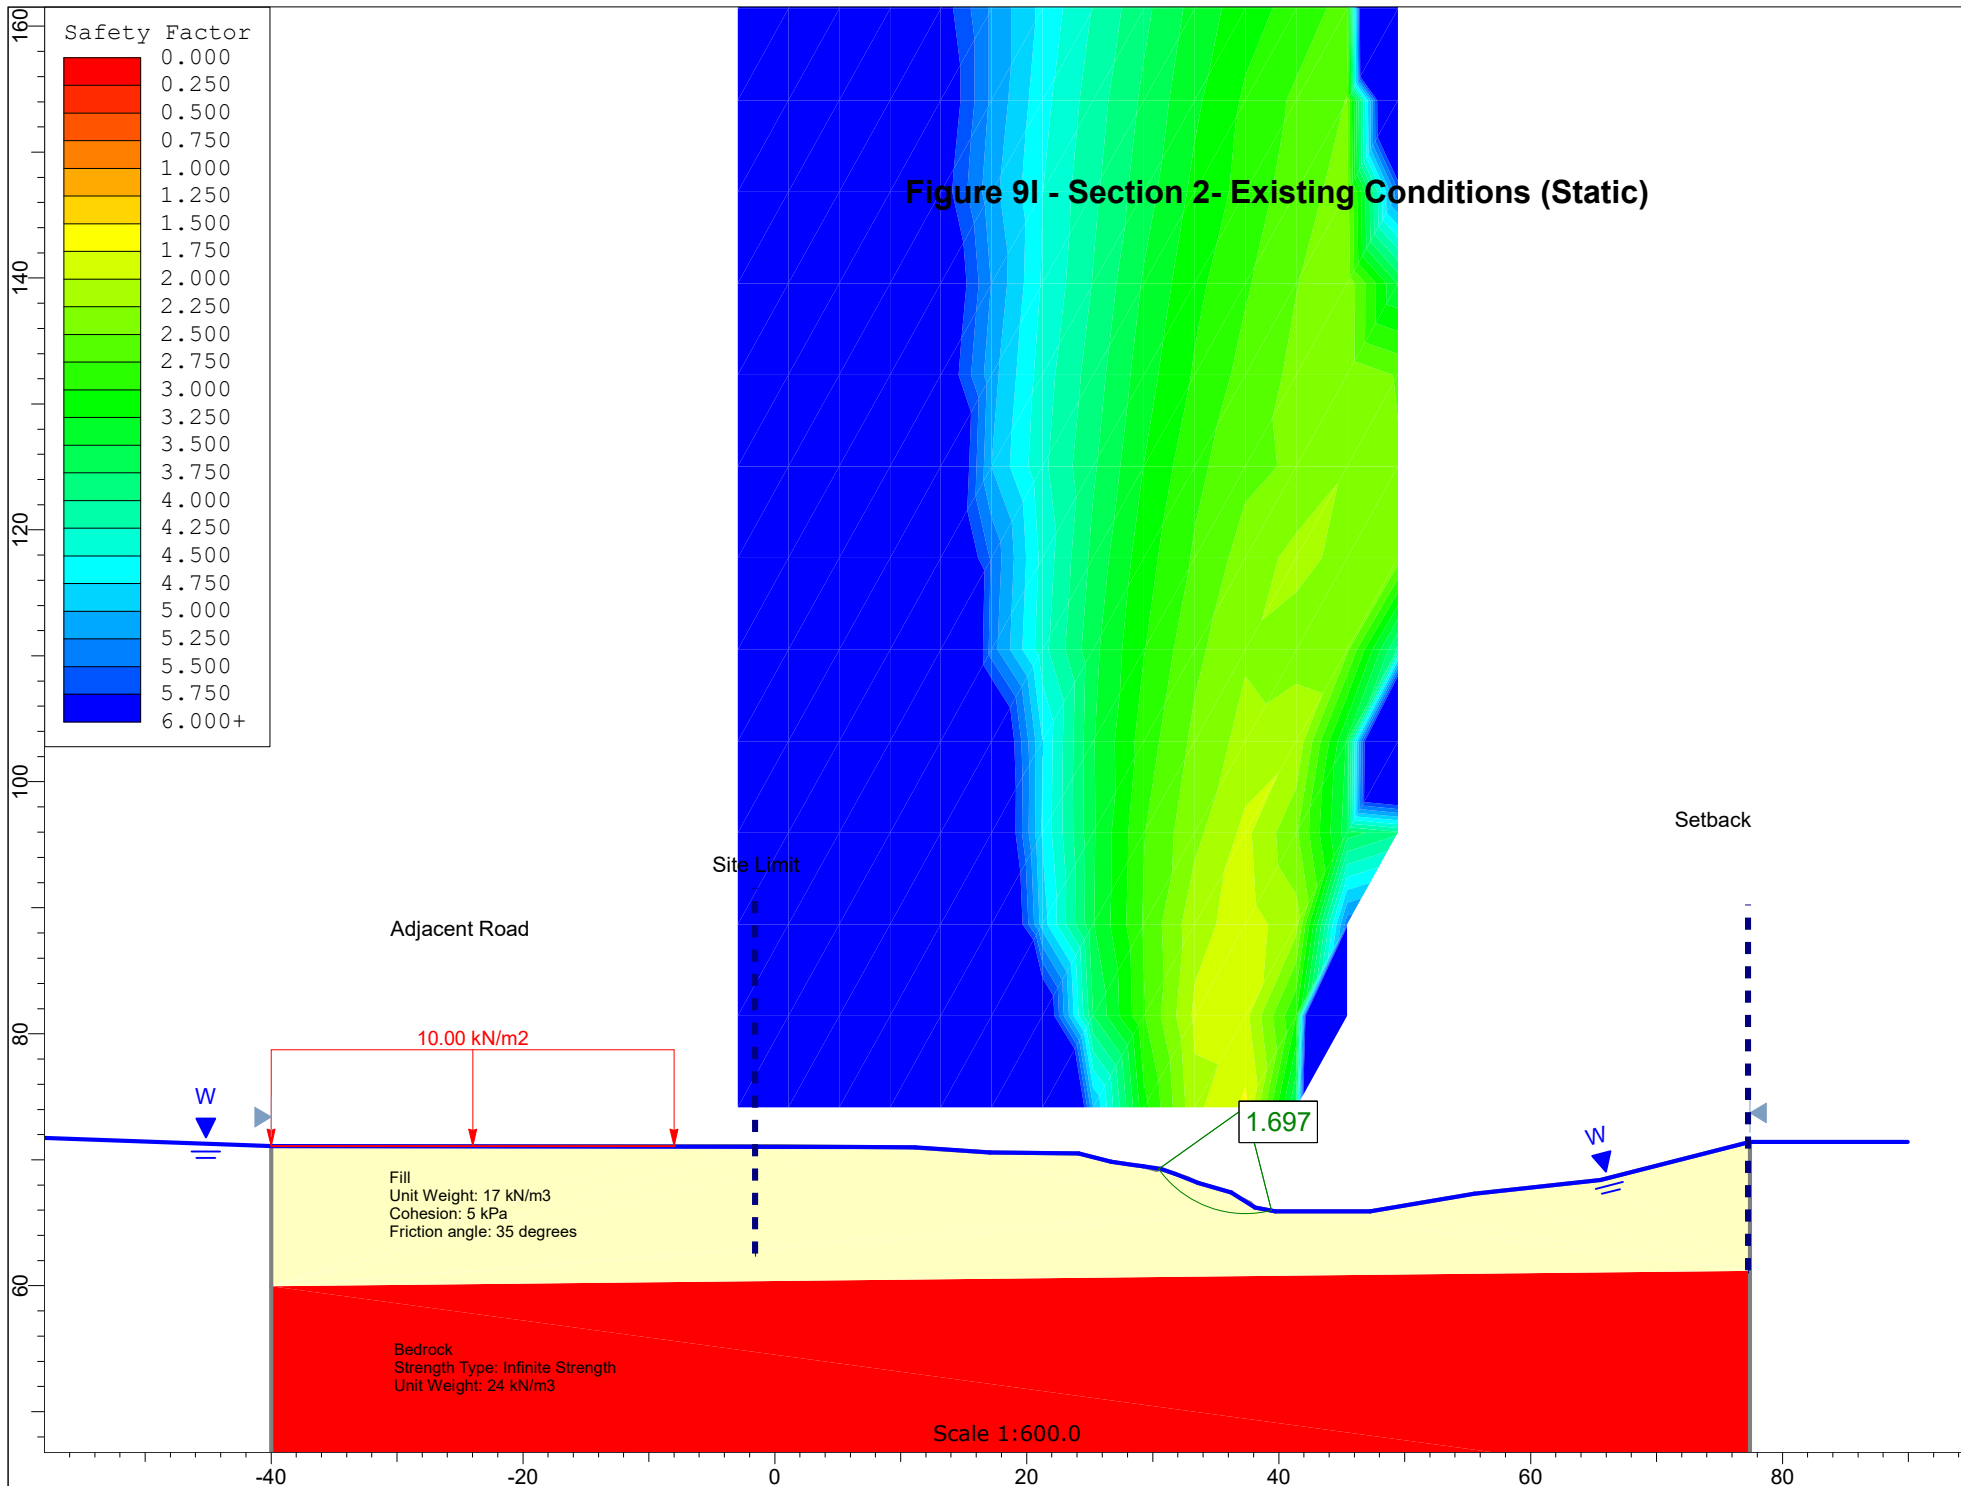 Safety Factor
0.000
0.250
0.500
0.750
1.000
1.250
1.500
1.750
2.000
2.250
2.500
2.750
3.000
3.250
3.500
3.750
4.000
4.250
4.500
4.750
5.000
5.250
5.500
5.750
6.000+
Figure 9I - Section 2- Existing Conditions (Static)
Setback
Site Limit
Adjacent Road
10.00 kN/m2
W
1.697
W
Fill
Unit Weight: 17 kN/m3
Cohesion: 5 kPa
Friction angle: 35 degrees
Bedrock
Strength Type: Infinite Strength
Unit Weight: 24 kN/m3
Scale 1:600.0
160
140
120
100
80
60
-40
-20
0
20
40
60
80